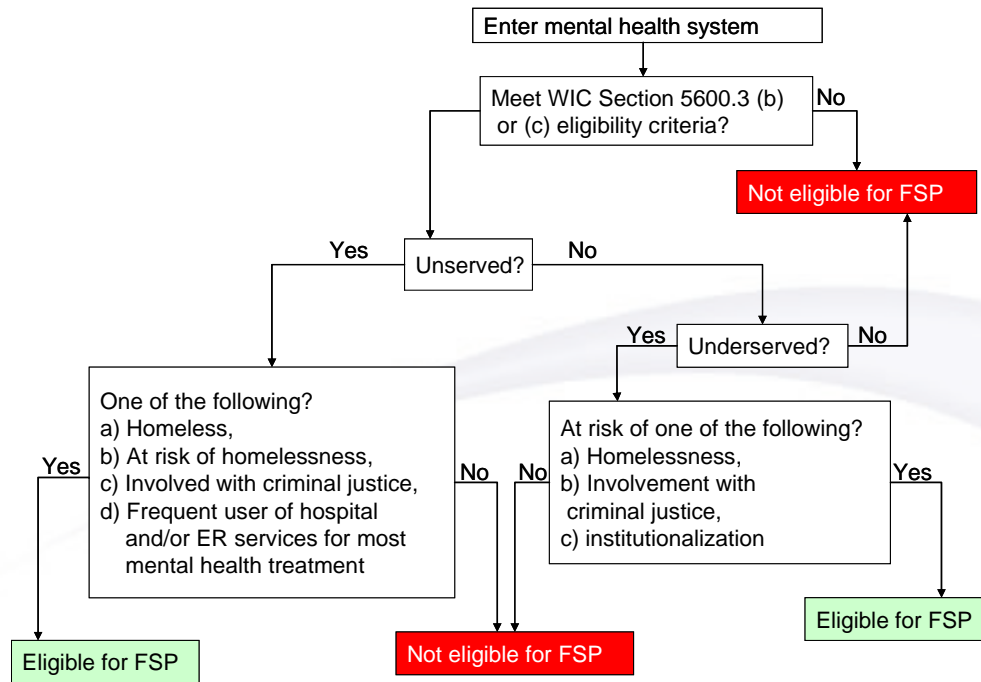 Enter mental health system
Meet WIC Section 5600.3 (b)
or (c) eligibility criteria?
No
Not eligible for FSP
Yes
Unserved?
No
Yes
Underserved?
No
One of the following?
a) Homeless,
b) At risk of homelessness,
c) Involved with criminal justice,
d) Frequent user of hospital
and/or ER services for most
mental health treatment
Yes
No
At risk of one of the following?
a) Homelessness,
b) Involvement with
criminal justice,
c) institutionalization
No
Yes
Eligible for FSP
Not eligible for FSP
Eligible for FSP